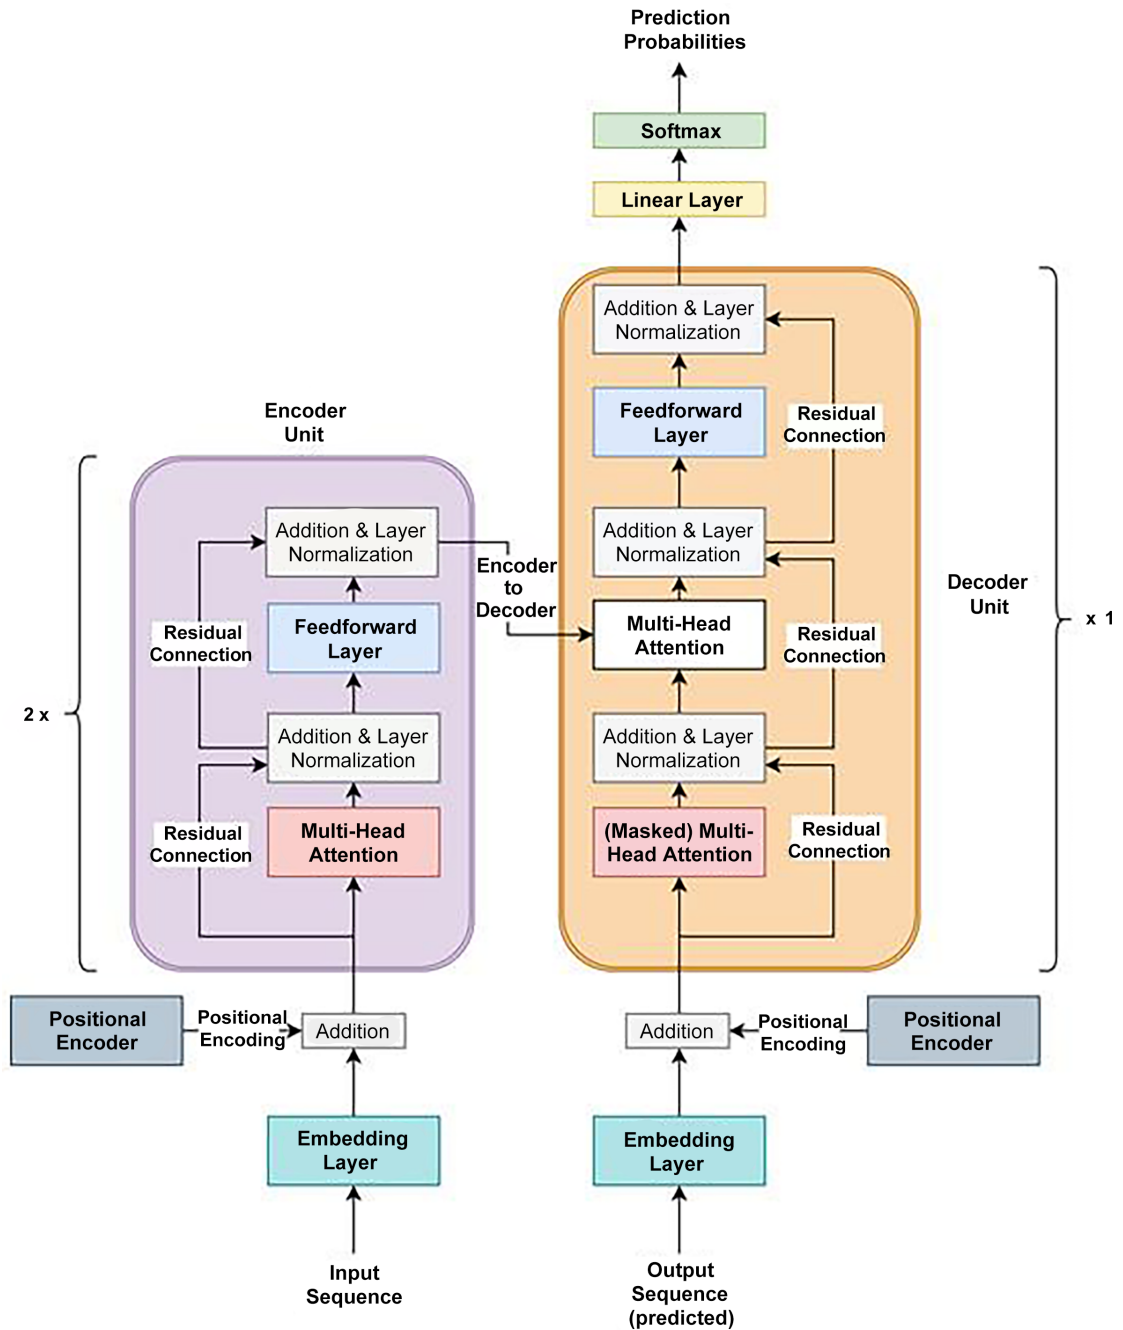 Prediction
Probabilities
Softmax
Linear Layer
Addition & Layer
Normalization
Feedforward
Layer
Residual
Connection
Encoder
Unit
Addition & Layer
Normalization
Addition & Layer
Normalization
Encoder
to
Decoder
Feedforward
Layer
Residual
Connection
Multi-Head
Attention
Residual
Connection
Decoder
Unit
x 1
2 x
Addition & Layer
Normalization
Addition & Layer
Normalization
Multi-Head
Attention
Residual
Connection
(Masked) Multi-
Head Attention
Residual
Connection
Positional
Encoder
Positional
Encoding
Addition
Addition
Positional
Encoding
Positional
Encoder
Embedding
Layer
Embedding
Layer
Input
Sequence
Output
Sequence
(predicted)